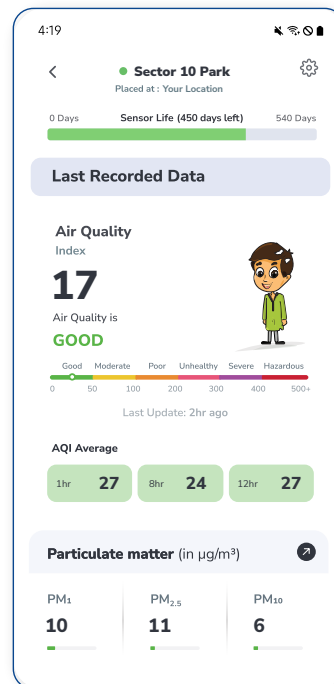 4:19
Sector 10 Park
Placed at : Your Location
0 Days Sensor Life (450 days left) 540 Days
Last Recorded Data
Air Quality
Index
17
Air Quality is
GOOD
Good Moderate Poor Unhealthy Severe Hazardous
0 50 100 200 300 400 500+
Last Update: 2hr ago
AQI Average
1hr 27 8hr 24 12hr 27
Particulate matter (in µg/m³)
PM₁ PM₂.₅ PM₁₀
10 11 6